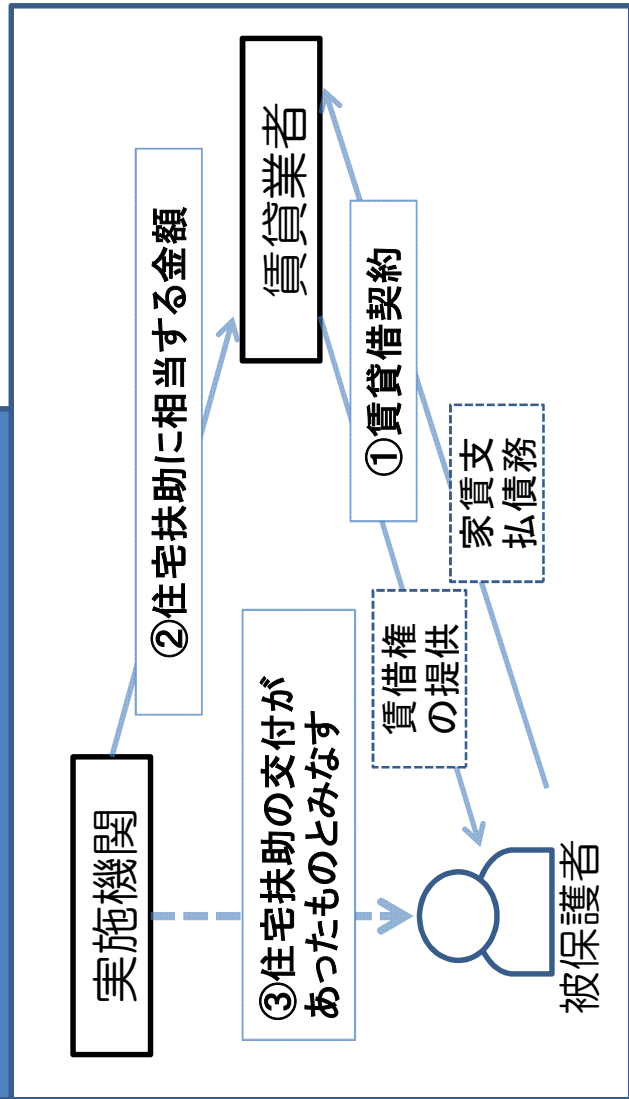 実施機関
②住宅扶助に相当する金額
賃貸業者
③住宅扶助の交付が
あったものとみなす
①賃貸借契約
賃借権
の提供
家賃支
払債務
被保護者